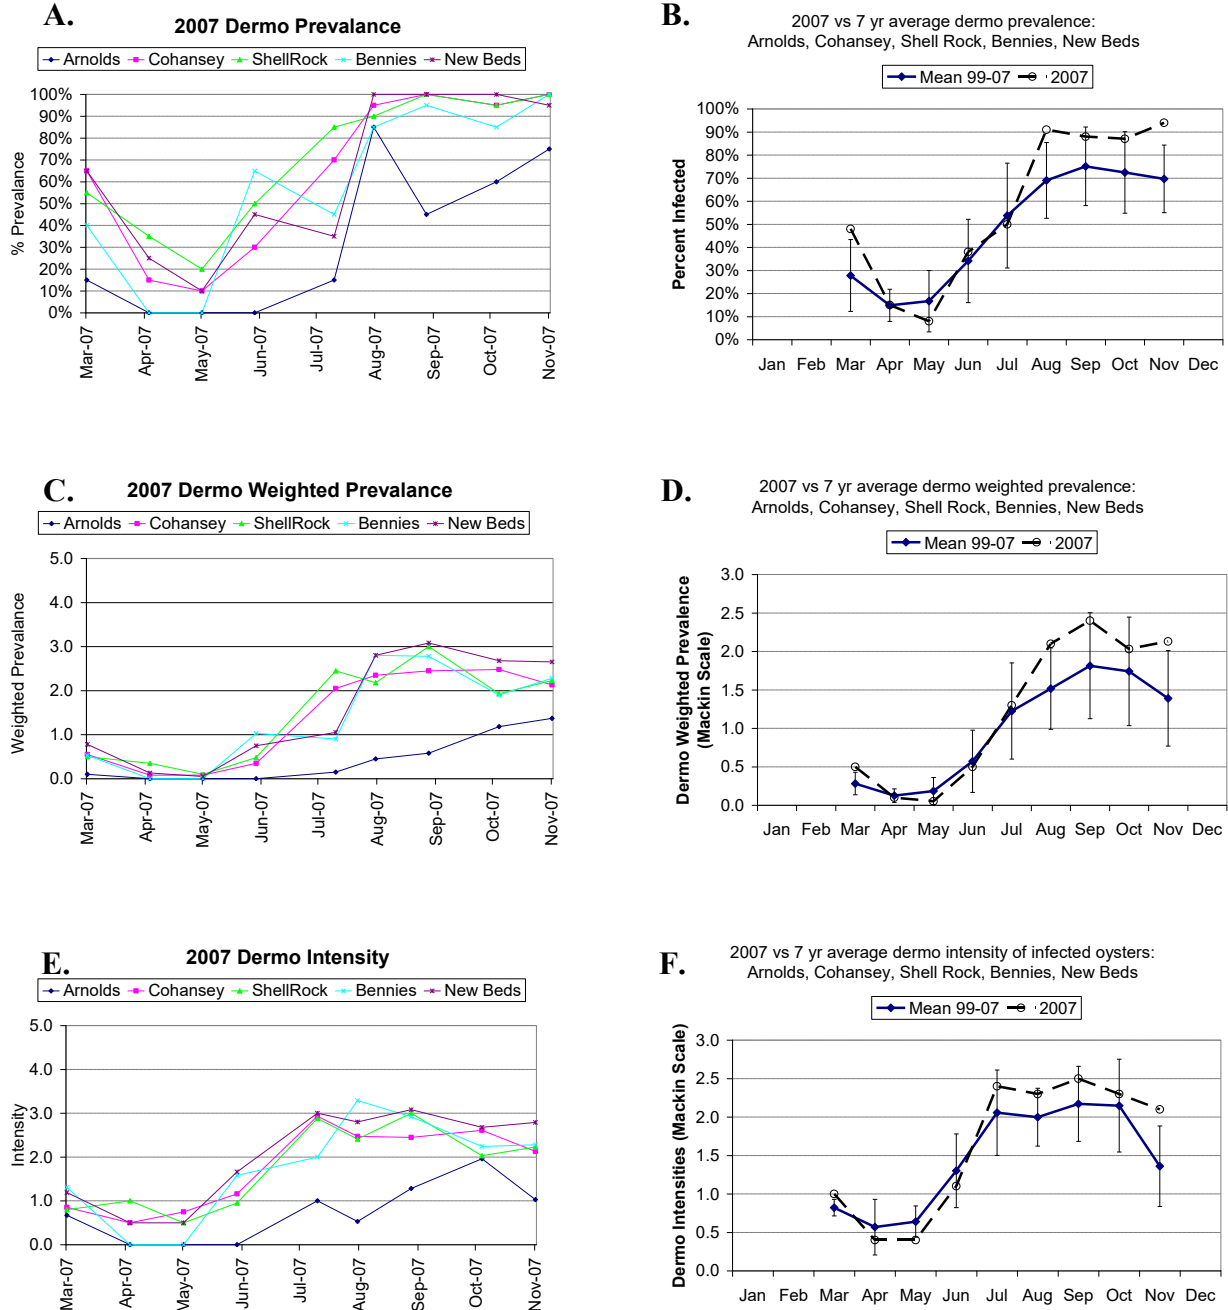 A.
2007 Dermo Prevalance
Arnolds Cohansey ShellRock Bennies New Beds
% Prevalance
100%
90%
80%
70%
60%
50%
40%
30%
20%
10%
0%
Mar-07 Apr-07 May-07 Jun-07 Jul-07 Aug-07 Sep-07 Oct-07 Nov-07
B.
2007 vs 7 yr average dermo prevalence:
Arnolds, Cohansey, Shell Rock, Bennies, New Beds
Mean 99-07 2007
Percent Infected
100%
90%
80%
70%
60%
50%
40%
30%
20%
10%
0%
Jan Feb Mar Apr May Jun Jul Aug Sep Oct Nov Dec
C.
2007 Dermo Weighted Prevalance
Arnolds Cohansey ShellRock Bennies New Beds
Weighted Prevalance
5.0
4.0
3.0
2.0
1.0
0.0
Mar-07 Apr-07 May-07 Jun-07 Jul-07 Aug-07 Sep-07 Oct-07 Nov-07
D.
2007 vs 7 yr average dermo weighted prevalence:
Arnolds, Cohansey, Shell Rock, Bennies, New Beds
Mean 99-07 2007
Dermo Weighted Prevalence
(Mackin Scale)
3.0
2.5
2.0
1.5
1.0
0.5
0.0
Jan Feb Mar Apr May Jun Jul Aug Sep Oct Nov Dec
E.
2007 Dermo Intensity
Arnolds Cohansey ShellRock Bennies New Beds
Intensity
5.0
4.0
3.0
2.0
1.0
0.0
Mar-07 Apr-07 May-07 Jun-07 Jul-07 Aug-07 Sep-07 Oct-07 Nov-07
F.
2007 vs 7 yr average dermo intensity of infected oysters:
Arnolds, Cohansey, Shell Rock, Bennies, New Beds
Mean 99-07 2007
Dermo Intensities (Mackin Scale)
3.0
2.5
2.0
1.5
1.0
0.5
0.0
Jan Feb Mar Apr May Jun Jul Aug Sep Oct Nov Dec